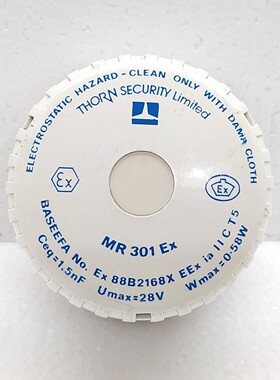 ELECTROSTATIC HAZARD - CLEAN ONLY WITH DAMP CLOTH
THORN SECURITY Limited
Ex
Ex
MR 301 Ex
BASEEFA No. Ex 88B2168X EEx ia IIC T5
Ceq=1.5nF Umax=28V Wmax=0·58W